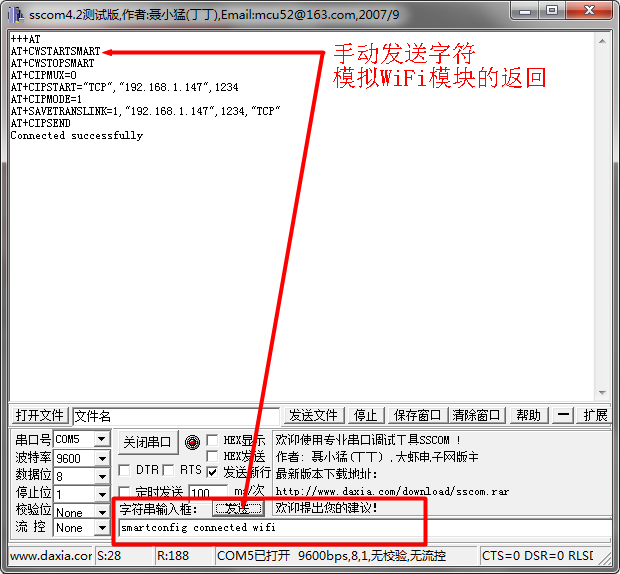 sscom4.2测试版,作者:聂小猛(丁丁),Email:mcu52@163.com,2007/9
+++AT
AT+CWSTARTSMART
AT+CWSTOPSMART
AT+CIPMUX=0
AT+CIPSTART="TCP","192.168.1.147",1234
AT+CIPMODE=1
AT+SAVETRANSLINK=1,"192.168.1.147",1234,"TCP"
AT+CIPSEND
Connected successfully
手动发送字符
模拟WiFi模块的返回
打开文件 文件名 发送文件 停止 保存窗口 清除窗口 帮助 — 扩展
串口号 COM5 关闭串口 HEX显示 欢迎使用专业串口调试工具SSCOM !
波特率 9600 HEX发送 作者: 聂小猛(丁丁),大虾电子网版主
数据位 8 DTR RTS 发送新行 最新版本下载地址:
停止位 1 定时发送 100 ms/次 http://www.daxia.com/download/sscom.rar
校验位 None 字符串输入框: 发送 欢迎提出您的建议!
流 控 None smartconfig connected wifi
www.daxia S:28 R:188 COM5已打开 9600bps,8,1,无校验,无流控 CTS=0 DSR=0 RLSD